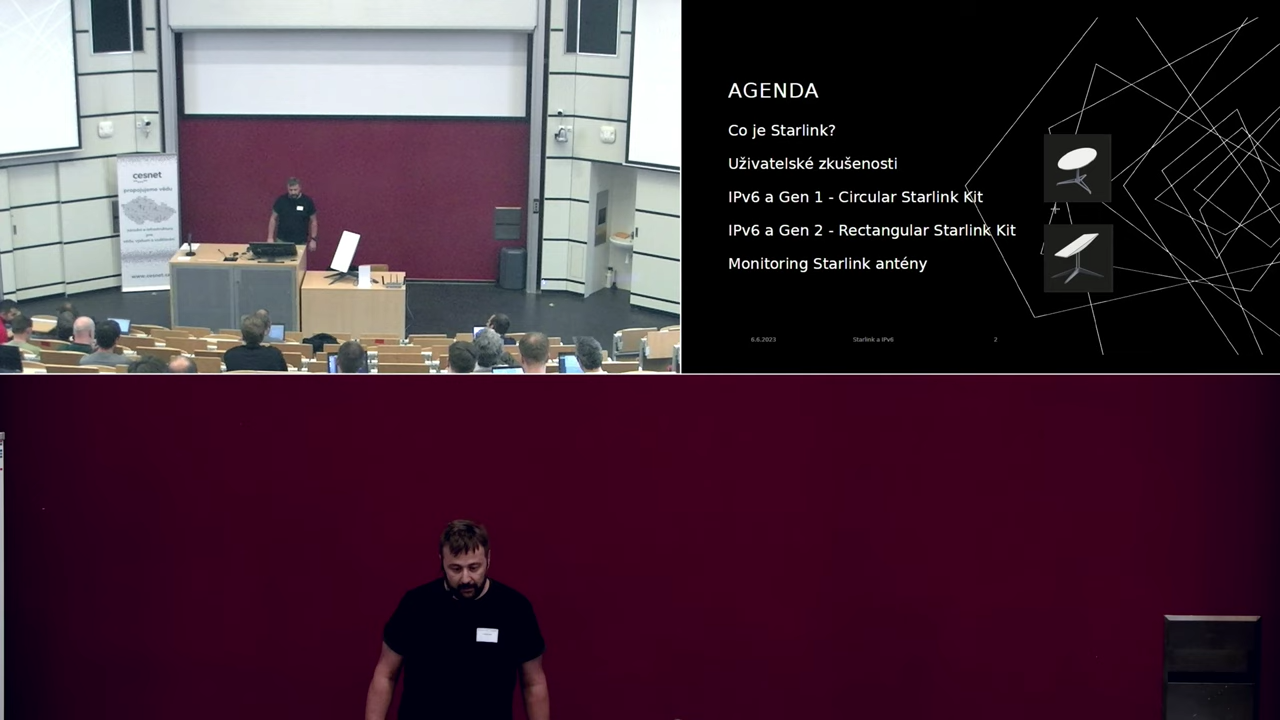 cesnet
propojujeme vědu
AGENDA
Co je Starlink?
Uživatelské zkušenosti
IPv6 a Gen 1 - Circular Starlink Kit
IPv6 a Gen 2 - Rectangular Starlink Kit
Monitoring Starlink antény
6.6.2023
Starlink a IPv6
2